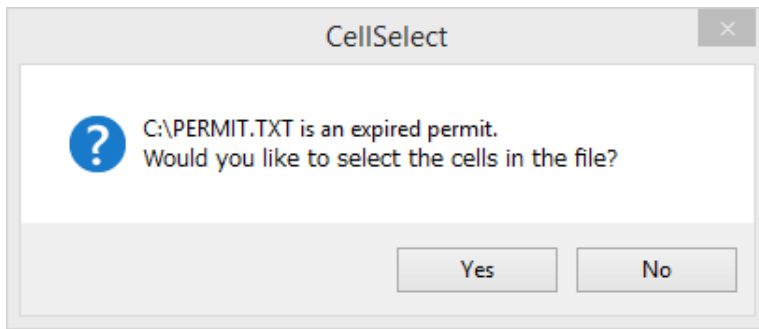 CellSelect
C:\PERMIT.TXT is an expired permit.
Would you like to select the cells in the file?
Yes
No